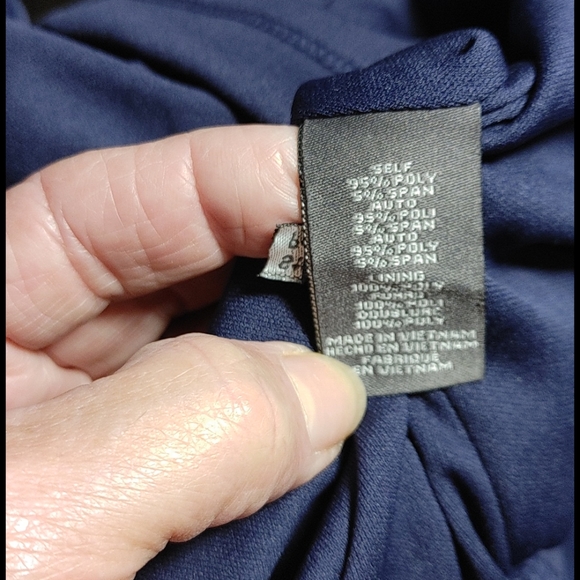 SELF
95% POLY
5% SPAN
AUTO
95% POLI
5% SPAN
AUTO
95% POLY
5% SPAN
LINING
100% POLY
FORRO
100% POLI
DOUBLURE
100% POLY
MADE IN VIETNAM
HECHO EN VIETNAM
FABRIQUE
EN VIETNAM